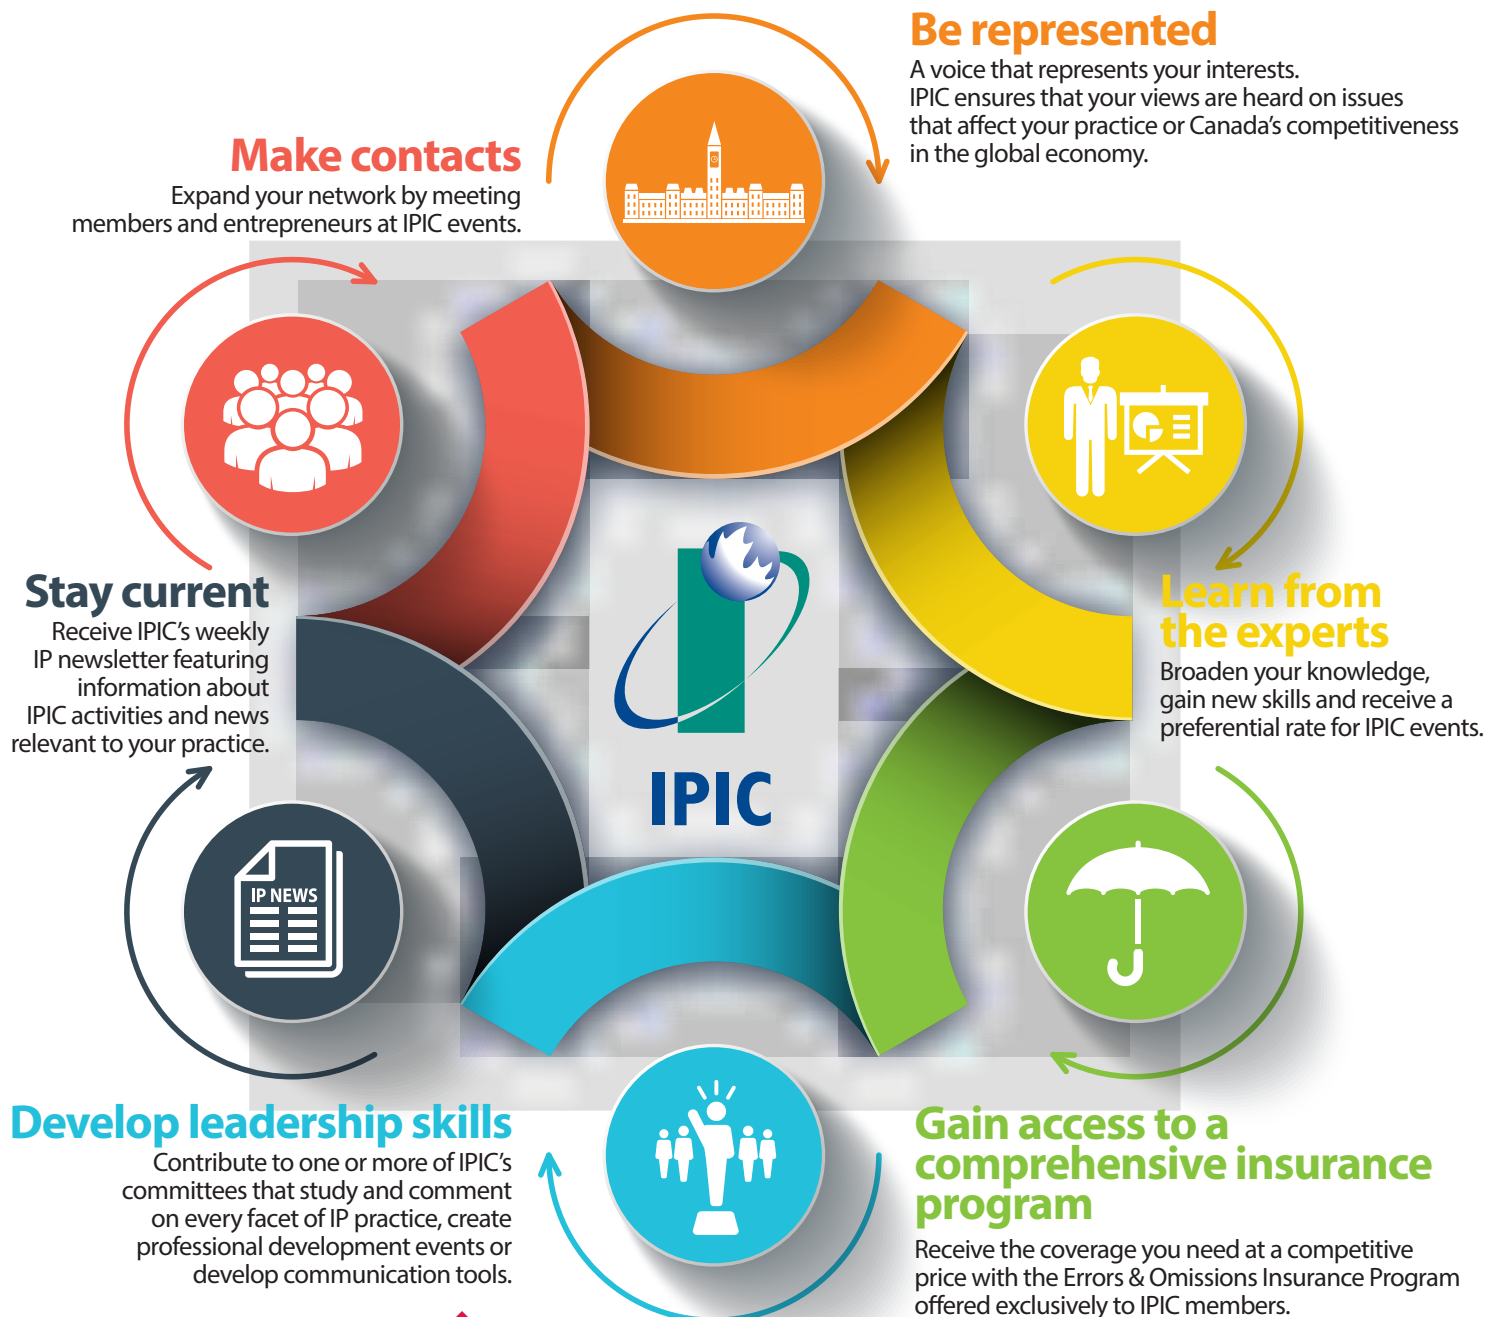 Be represented
A voice that represents your interests.
IPIC ensures that your views are heard on issues
that affect your practice or Canada's competitiveness
in the global economy.
Make contacts
Expand your network by meeting
members and entrepreneurs at IPIC events.
Learn from
the experts
Broaden your knowledge,
gain new skills and receive a
preferential rate for IPIC events.
Stay current
Receive IPIC's weekly
IP newsletter featuring
information about
IPIC activities and news
relevant to your practice.
IPIC
IP NEWS
Develop leadership skills
Contribute to one or more of IPIC's
committees that study and comment
on every facet of IP practice, create
professional development events or
develop communication tools.
Gain access to a
comprehensive insurance
program
Receive the coverage you need at a competitive
price with the Errors & Omissions Insurance Program
offered exclusively to IPIC members.